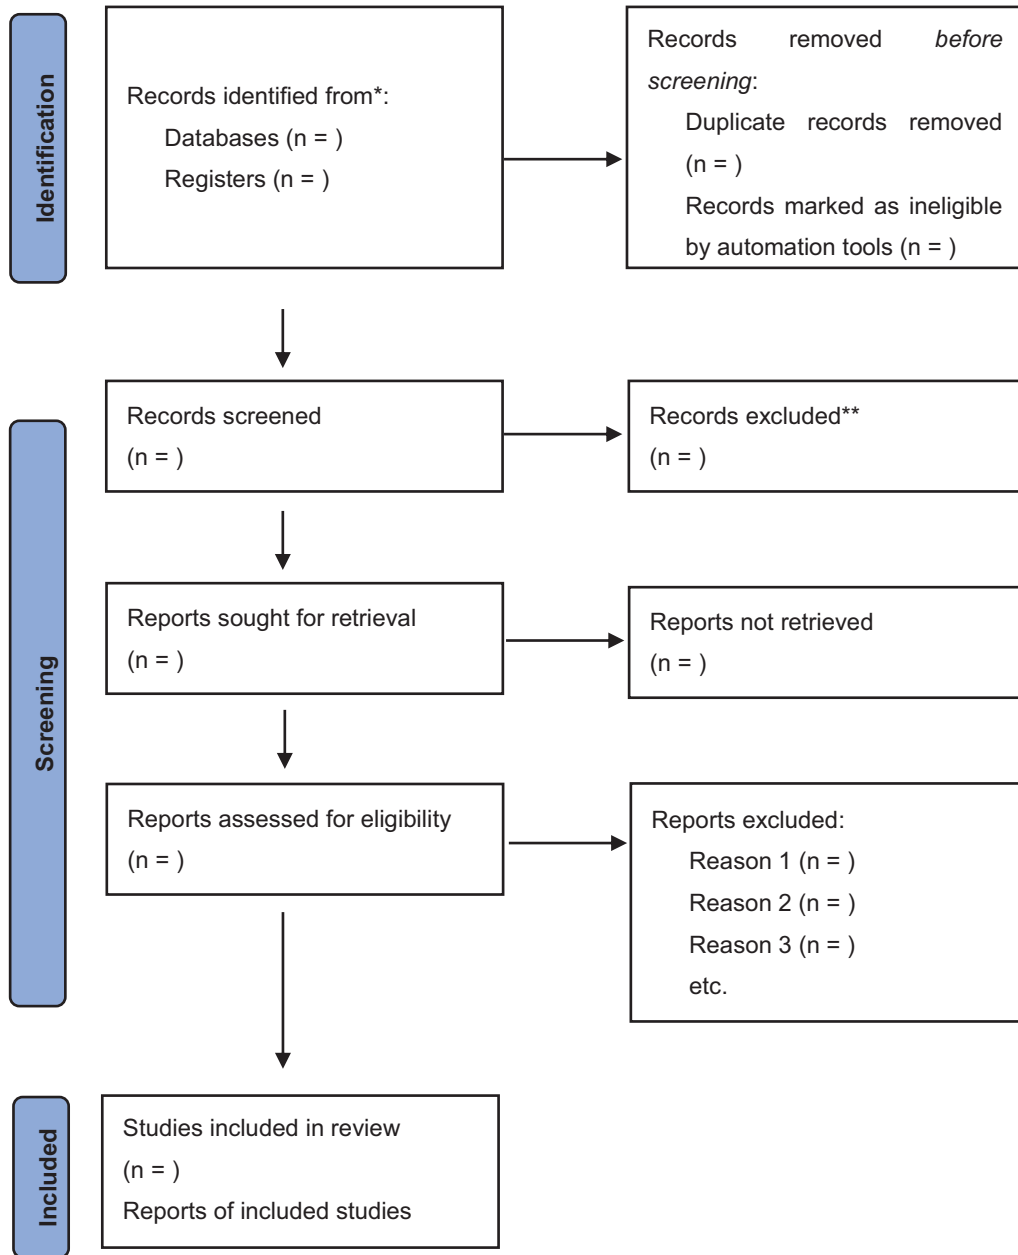 Identification
Records identified from*:
Databases (n = )
Registers (n = )
Records removed before
screening:
Duplicate records removed
(n = )
Records marked as ineligible
by automation tools (n = )
Screening
Records screened
(n = )
Records excluded**
(n = )
Reports sought for retrieval
(n = )
Reports not retrieved
(n = )
Reports assessed for eligibility
(n = )
Reports excluded:
Reason 1 (n = )
Reason 2 (n = )
Reason 3 (n = )
etc.
Included
Studies included in review
(n = )
Reports of included studies